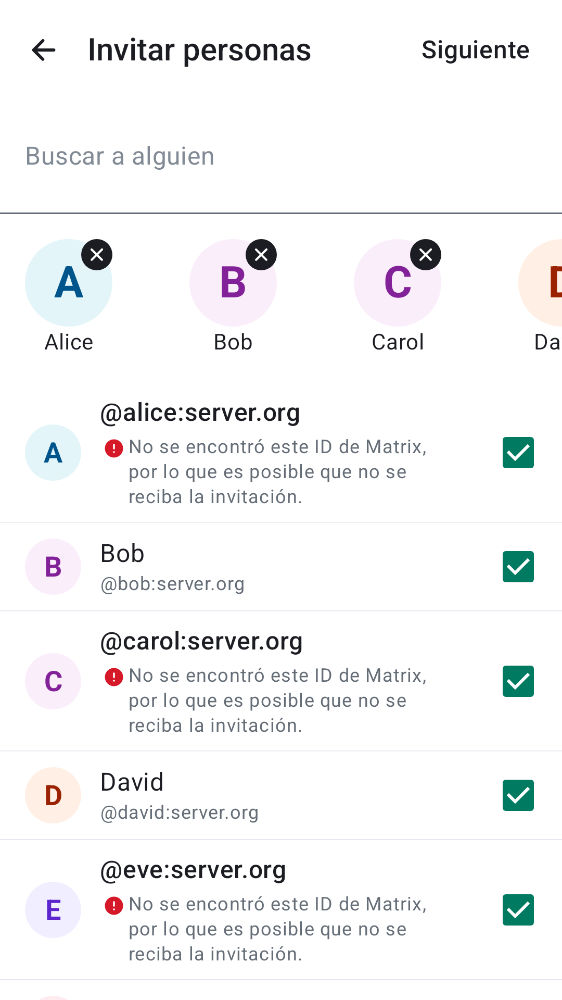 Invitar personas
Siguiente
Buscar a alguien
A
B
C
D
Alice
Bob
Carol
Da
@alice:server.org
A
No se encontró este ID de Matrix,
por lo que es posible que no se
reciba la invitación.
B
Bob
@bob:server.org
@carol:server.org
C
No se encontró este ID de Matrix,
por lo que es posible que no se
reciba la invitación.
D
David
@david:server.org
@eve:server.org
E
No se encontró este ID de Matrix,
por lo que es posible que no se
reciba la invitación.